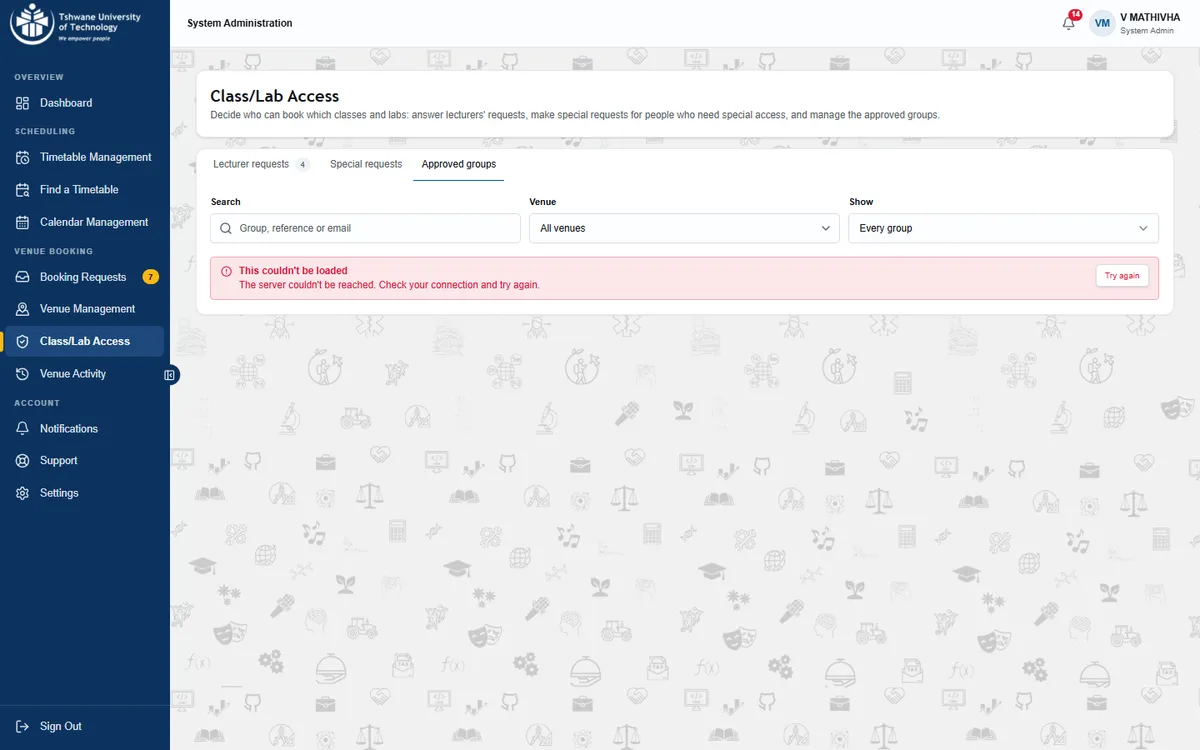 Tshwane University
of Technology
We empower people
System Administration
14
VM
V MATHIVHA
System Admin
OVERVIEW
Dashboard
SCHEDULING
Timetable Management
Find a Timetable
Calendar Management
VENUE BOOKING
Booking Requests 7
Venue Management
Class/Lab Access
Venue Activity
ACCOUNT
Notifications
Support
Settings
Sign Out
Class/Lab Access
Decide who can book which classes and labs: answer lecturers' requests, make special requests for people who need special access, and manage the approved groups.
Lecturer requests 4 Special requests Approved groups
Search Venue Show
Group, reference or email All venues Every group
This couldn't be loaded
The server couldn't be reached. Check your connection and try again.
Try again